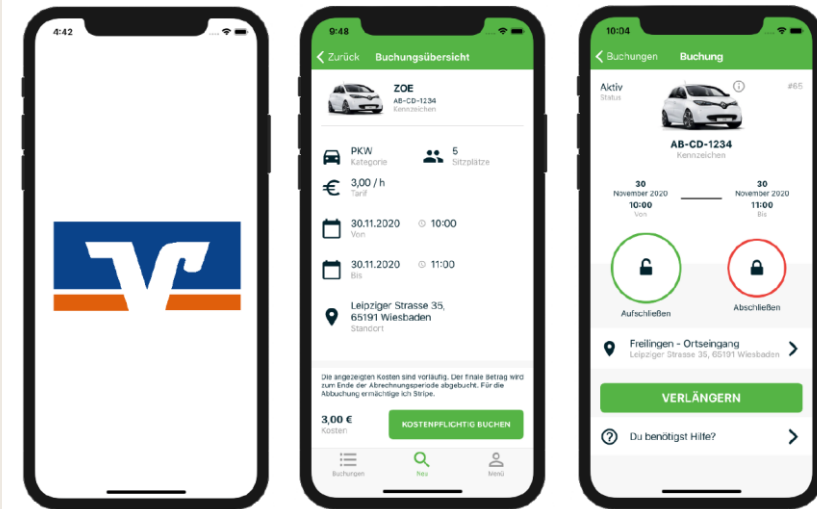 4:42
9:48
Zurück Buchungsübersicht
ZOE
AB-CD-1234
Kennzeichen
PKW
Kategorie
5
Sitzplätze
3,00 / h
Tarif
30.11.2020 10:00
Von
30.11.2020 11:00
Bis
Leipziger Strasse 35,
65191 Wiesbaden
Standort
Die angezeigten Kosten sind vorläufig. Der finale Betrag wird
zum Ende der Abrechnungsperiode abgebucht. Für die
Abbuchung ermächtige ich Stripe.
3,00 €
Kosten
KOSTENPFLICHTIG BUCHEN
Buchungen Neu Menü
10:04
Buchungen Buchung
Aktiv
Status
#65
AB-CD-1234
Kennzeichen
30
November 2020
10:00
Von
30
November 2020
11:00
Bis
Aufschließen
Abschließen
Freilingen - Ortseingang
Leipziger Strasse 35, 65191 Wiesbaden
VERLÄNGERN
Du benötigst Hilfe?